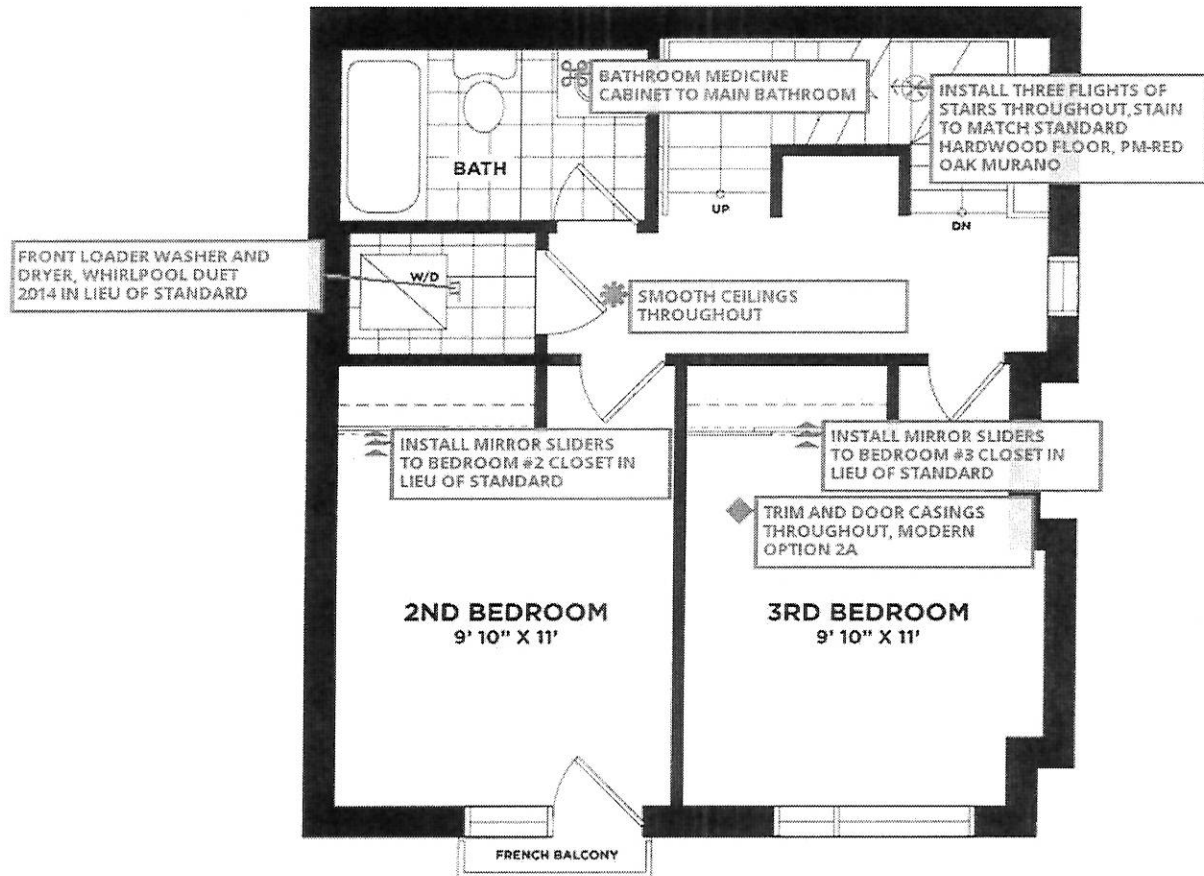 BATHROOM MEDICINE
CABINET TO MAIN BATHROOM
INSTALL THREE FLIGHTS OF
STAIRS THROUGHOUT, STAIN
TO MATCH STANDARD
HARDWOOD FLOOR, PM-RED
OAK MURANO
BATH
UP
DN
FRONT LOADER WASHER AND
DRYER, WHIRLPOOL DUET
2014 IN LIEU OF STANDARD
W/D
SMOOTH CEILINGS
THROUGHOUT
INSTALL MIRROR SLIDERS
TO BEDROOM #2 CLOSET IN
LIEU OF STANDARD
INSTALL MIRROR SLIDERS
TO BEDROOM #3 CLOSET IN
LIEU OF STANDARD
TRIM AND DOOR CASINGS
THROUGHOUT, MODERN
OPTION 2A
2ND BEDROOM
9' 10" X 11'
3RD BEDROOM
9' 10" X 11'
FRENCH BALCONY